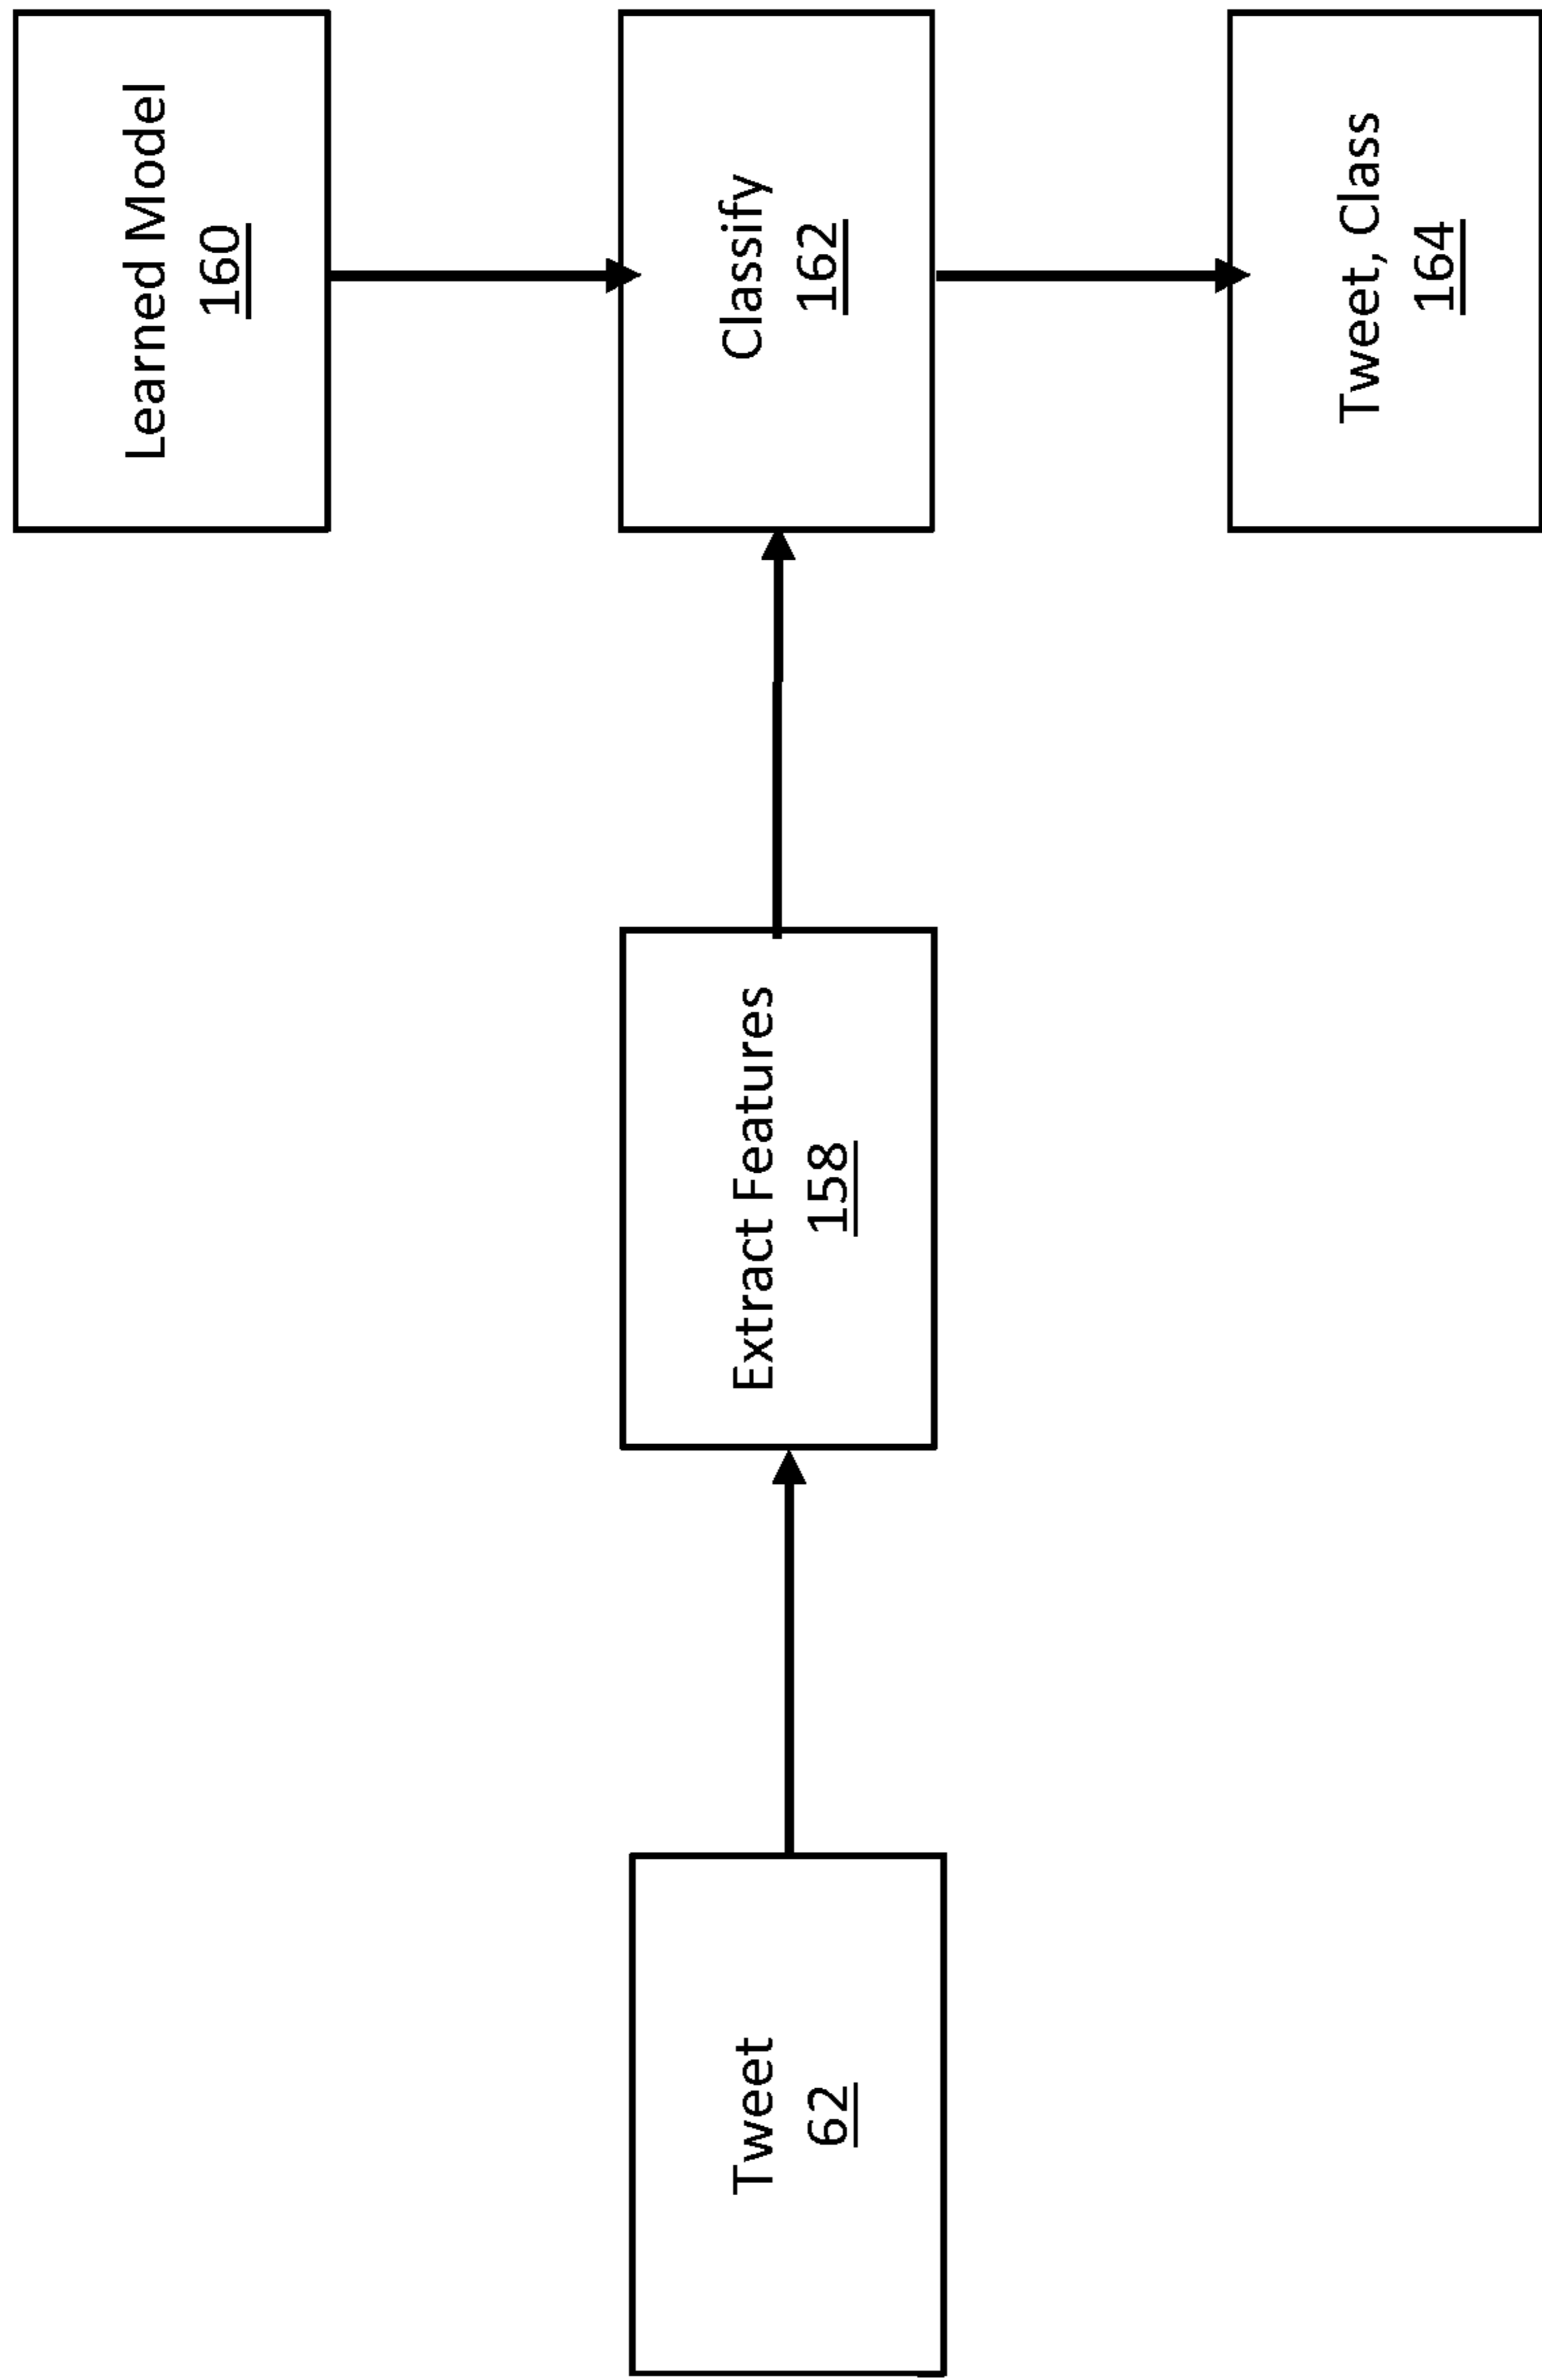 Learned Model
160
Tweet
62
Extract Features
158
Classify
162
Tweet, Class
164